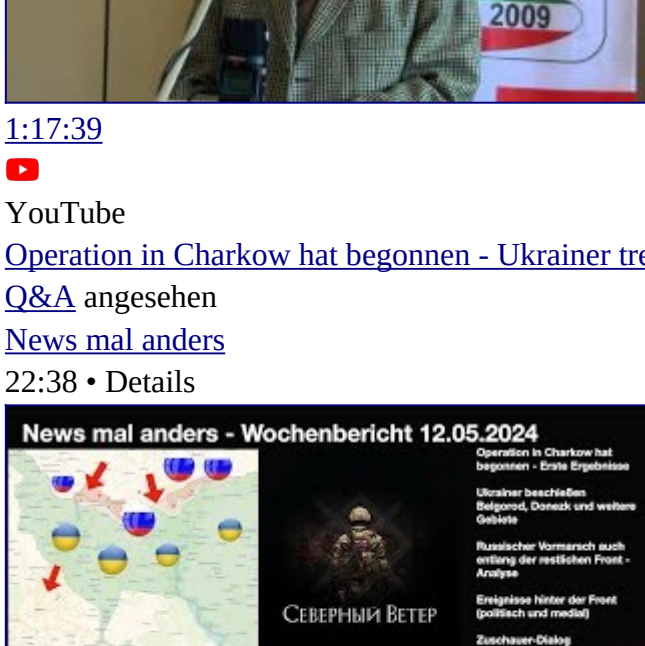 2009
1:17:39
YouTube
Operation in Charkow hat begonnen - Ukrainer
Q&A angesehen
News mal anders
22:38 • Details
News mal anders - Wochenbericht 12.05.2024
Operation in Charkow hat
begonnen - Erste Ergebnisse
Ukrainer beschießen
Belgorod, Donezk und weitere
Gebiete
Russischer Vormarsch auch
entlang der restlichen Front -
Analyse
Ereignisse hinter der Front
(politisch und medial)
СЕВЕРНЫЙ ВЕТЕР
Zuschauer-Dialog